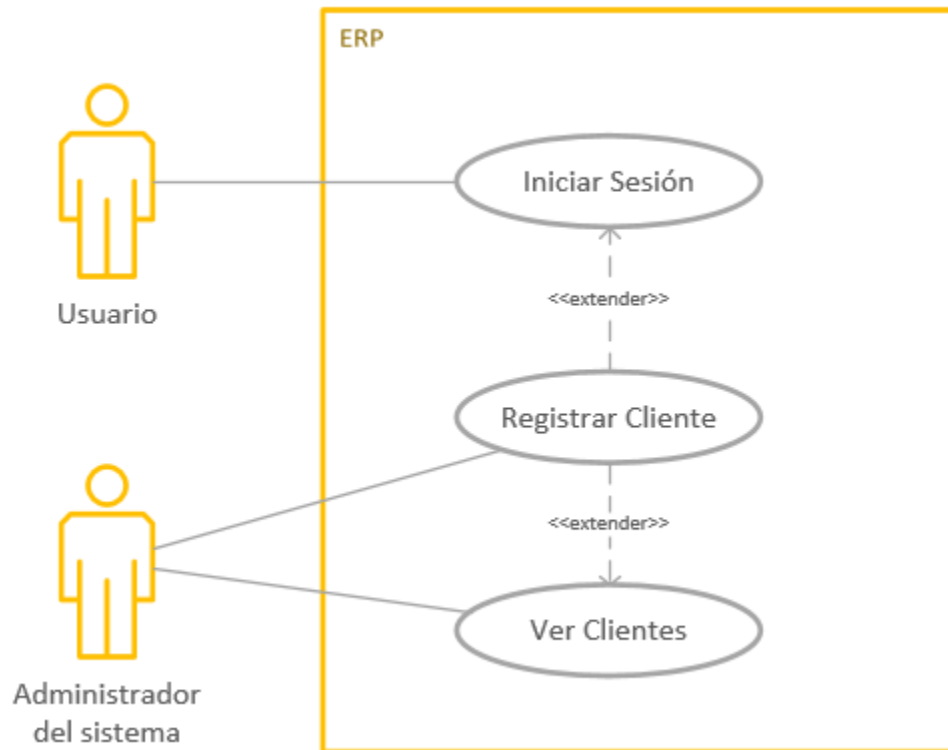 ERP
Iniciar Sesión
Usuario
<<extender>>
Registrar Cliente
<<extender>>
Ver Clientes
Administrador
del sistema